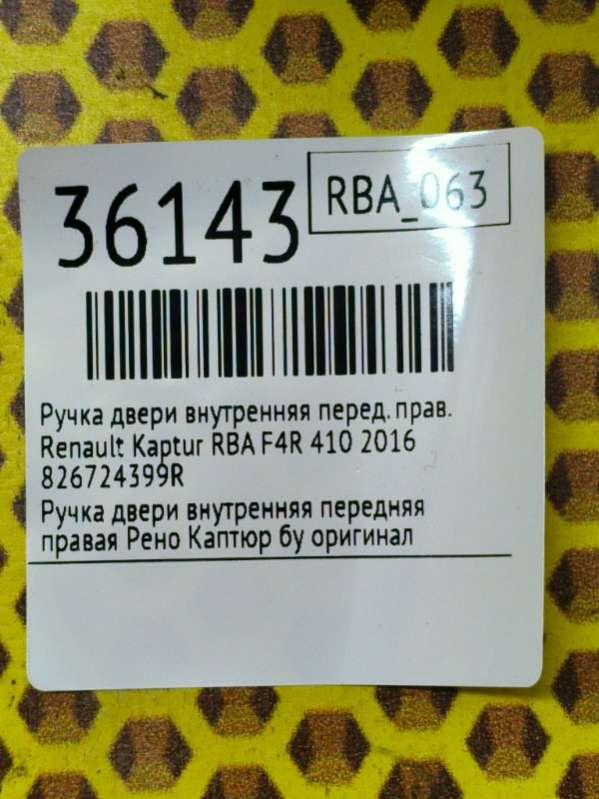 36143
RBA_063
Ручка двери внутренняя перед. прав.
Renault Kaptur RBA F4R 410 2016
826724399R
Ручка двери внутренняя передняя
правая Рено Каптюр бу оригинал